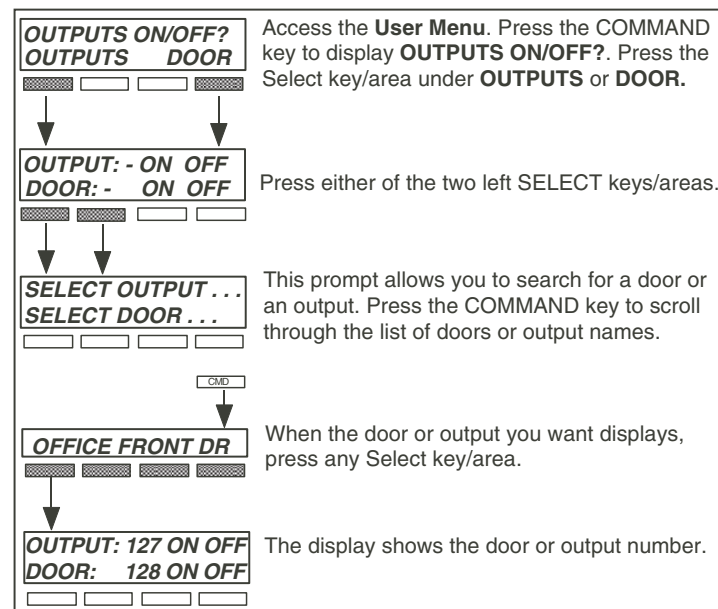 OUTPUTS ON/OFF?
OUTPUTS DOOR
Access the User Menu. Press the COMMAND
key to display OUTPUTS ON/OFF?. Press the
Select key/area under OUTPUTS or DOOR.
OUTPUT: - ON OFF
DOOR: - ON OFF
Press either of the two left SELECT keys/areas.
SELECT OUTPUT . . .
SELECT DOOR . . .
This prompt allows you to search for a door or
an output. Press the COMMAND key to scroll
through the list of doors or output names.
CMD
OFFICE FRONT DR
When the door or output you want displays,
press any Select key/area.
OUTPUT: 127 ON OFF
DOOR: 128 ON OFF
The display shows the door or output number.